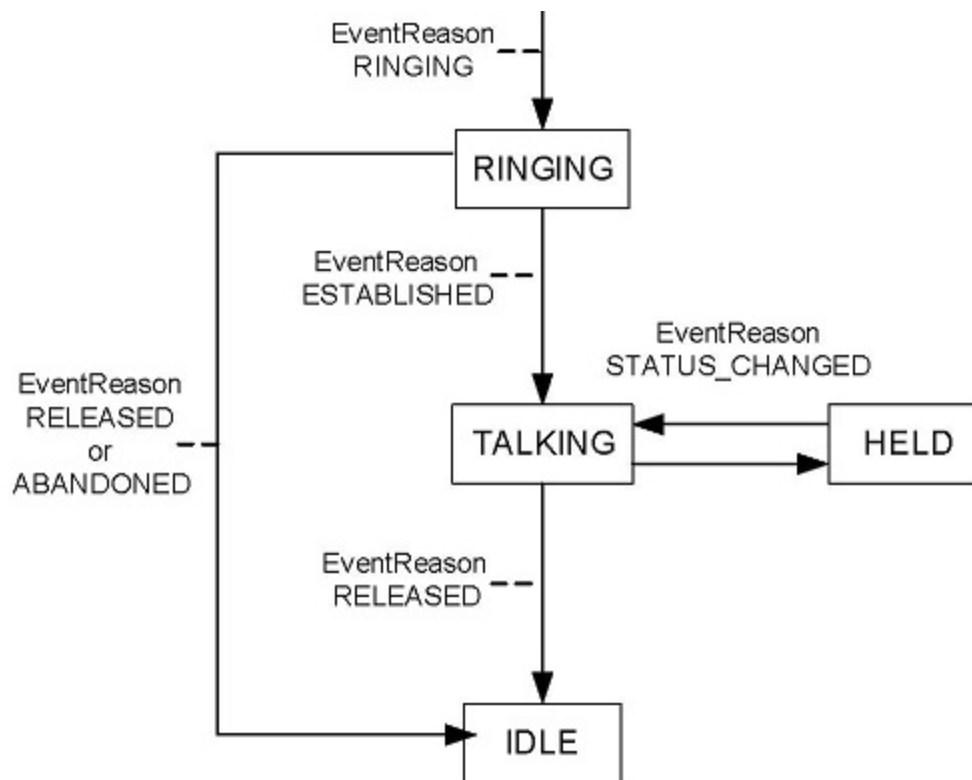 EventReason
RINGING
RINGING
EventReason
ESTABLISHED
EventReason
STATUS_CHANGED
EventReason
RELEASED
or
ABANDONED
TALKING
HELD
EventReason
RELEASED
IDLE